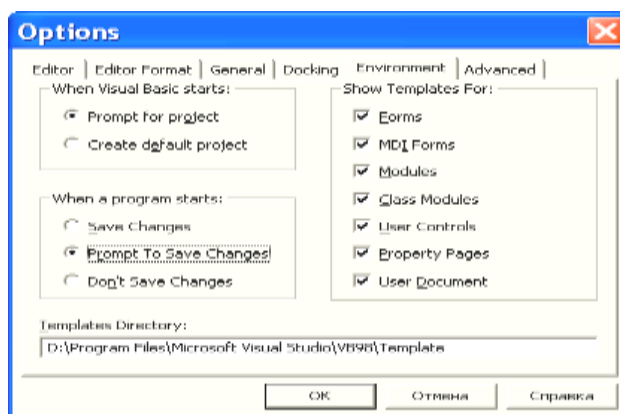 Options
Editor | Editor Format | General | Docking Environment | Advanced |
When Visual Basic starts:
Prompt for project
Create default project
When a program starts:
Save Changes
Prompt To Save Changes
Don't Save Changes
Show Templates For:
Forms
MDI Forms
Modules
Class Modules
User Controls
Property Pages
User Document
Templates Directory:
D:\Program Files\Microsoft Visual Studio\VB98\Template
OK Отмена Справка